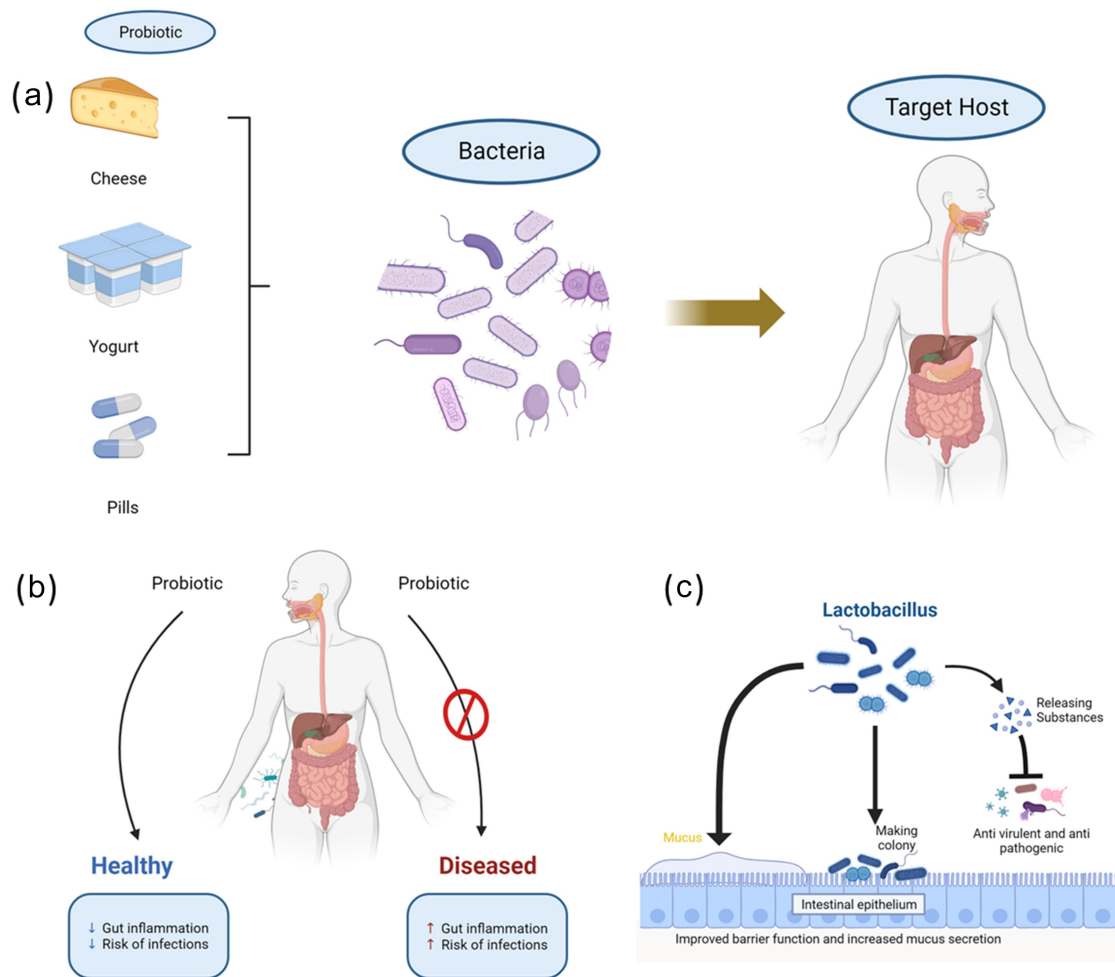 Probiotic
(a)
Cheese
Yogurt
Pills
Bacteria
Target Host
(b)
Probiotic
Probiotic
Healthy
↓ Gut inflammation
↓ Risk of infections
Diseased
↑ Gut inflammation
↑ Risk of infections
(c)
Lactobacillus
Releasing
Substances
Anti virulent and anti
pathogenic
Making
colony
Mucus
Intestinal epithelium
Improved barrier function and increased mucus secretion